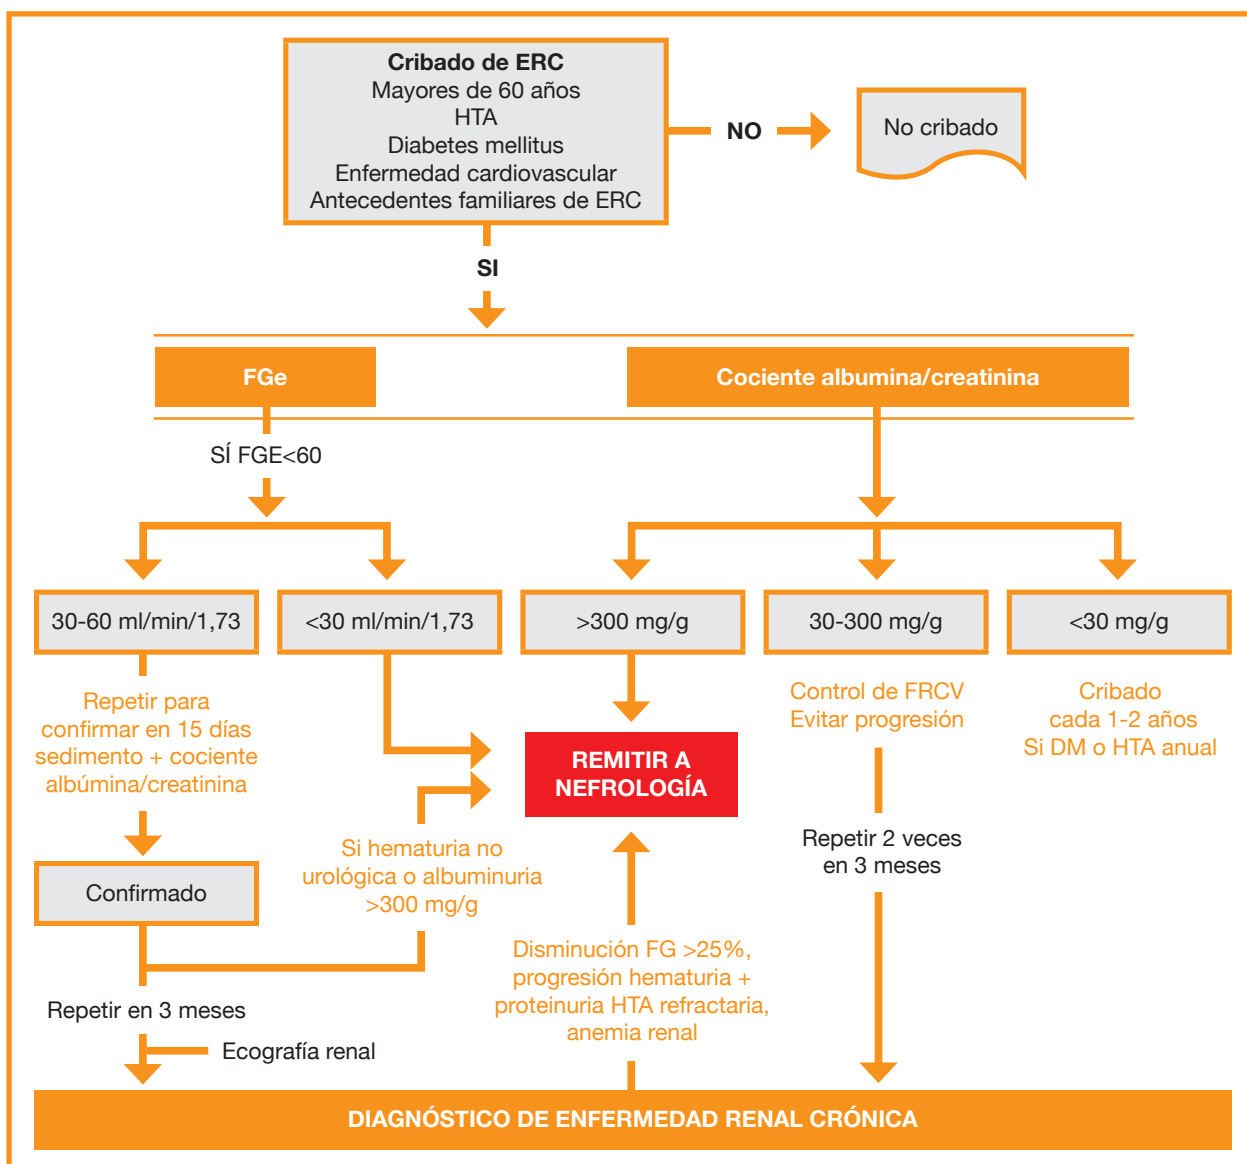 Cribado de ERC
Mayores de 60 años
HTA
Diabetes mellitus
Enfermedad cardiovascular
Antecedentes familiares de ERC
NO
No cribado
SI
FGe
Cociente albumina/creatinina
SÍ FGE<60
30-60 ml/min/1,73
<30 ml/min/1,73
>300 mg/g
30-300 mg/g
<30 mg/g
Repetir para
confirmar en 15 días
sedimento + cociente
albúmina/creatinina
Control de FRCV
Evitar progresión
Cribado
cada 1-2 años
Si DM o HTA anual
REMITIR A
NEFROLOGÍA
Si hematuria no
urológica o albuminuria
>300 mg/g
Repetir 2 veces
en 3 meses
Confirmado
Disminución FG >25%,
progresión hematuria +
proteinuria HTA refractaria,
anemia renal
Repetir en 3 meses
Ecografía renal
DIAGNÓSTICO DE ENFERMEDAD RENAL CRÓNICA